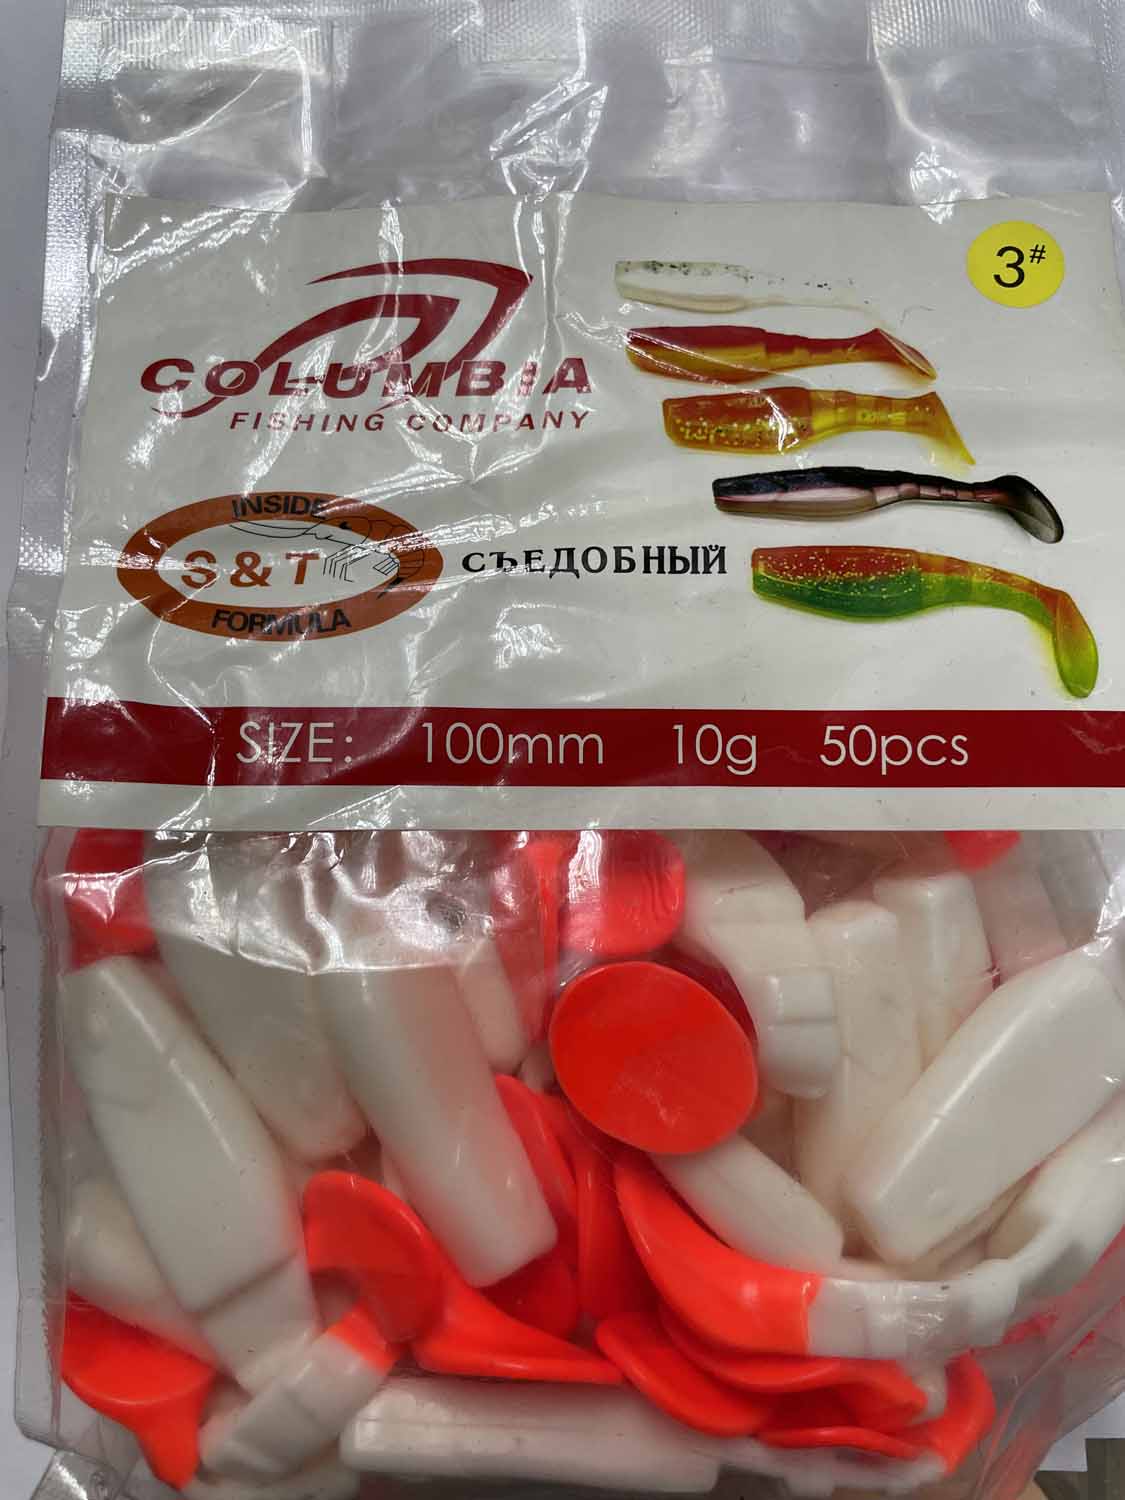 3#
COLUMBIA
FISHING COMPANY
INSIDE
S & T
FORMULA
СЪЕДОБНЫЙ
SIZE: 100mm 10g 50pcs